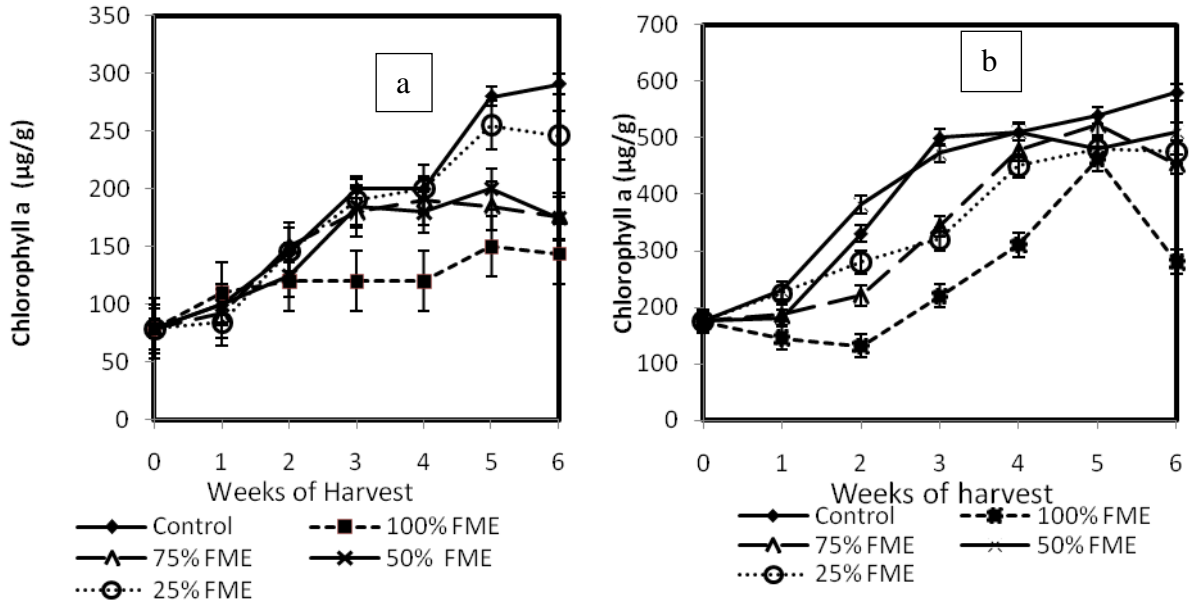 a
Chlorophyll a (µg/g)
350
300
250
200
150
100
50
0
0 1 2 3 4 5 6
Weeks of Harvest
Control 100% FME
75% FME 50% FME
25% FME
b
Chlorophyll a (µg/g)
700
600
500
400
300
200
100
0
0 1 2 3 4 5 6
Weeks of harvest
Control 100% FME
75% FME 50% FME
25% FME